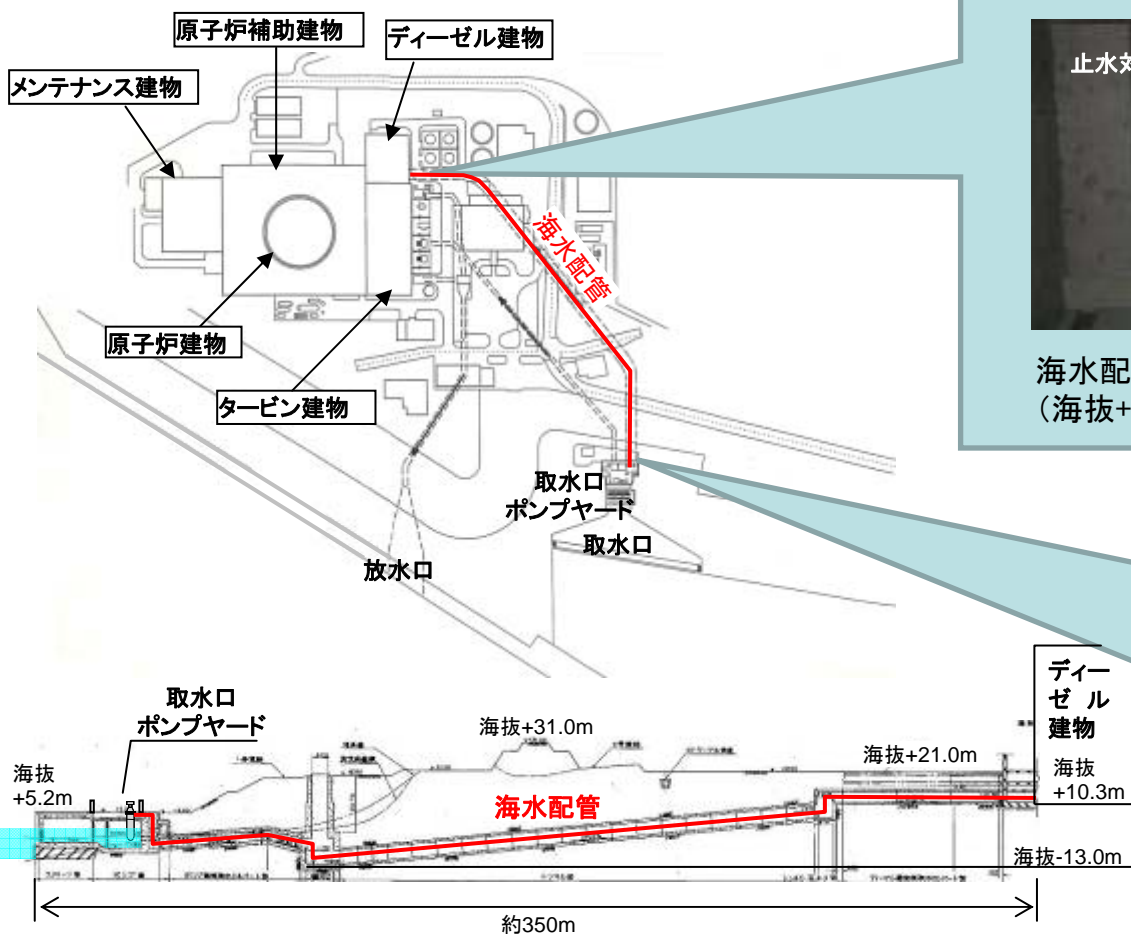 原子炉補助建物
ディーゼル建物
メンテナンス建物
止水対
海水配管
原子炉建物
タービン建物
海水配
（海抜+
取水口
ポンプヤード
取水口
放水口
ディー
ゼル
建物
取水口
ポンプヤード
海抜+31.0m
海抜+21.0m
海抜
+5.2m
海抜
+10.3m
海水配管
海抜-13.0m
約350m